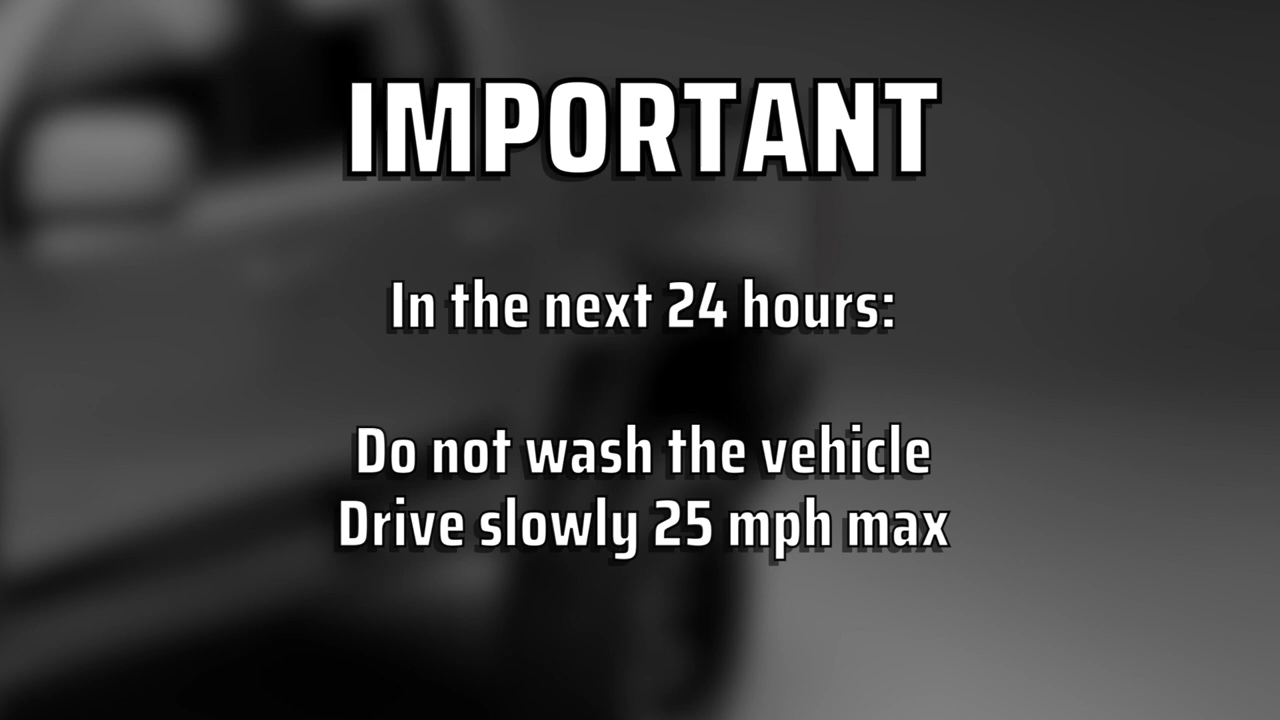 IMPORTANT
In the next 24 hours:
Do not wash the vehicle
Drive slowly 25 mph max